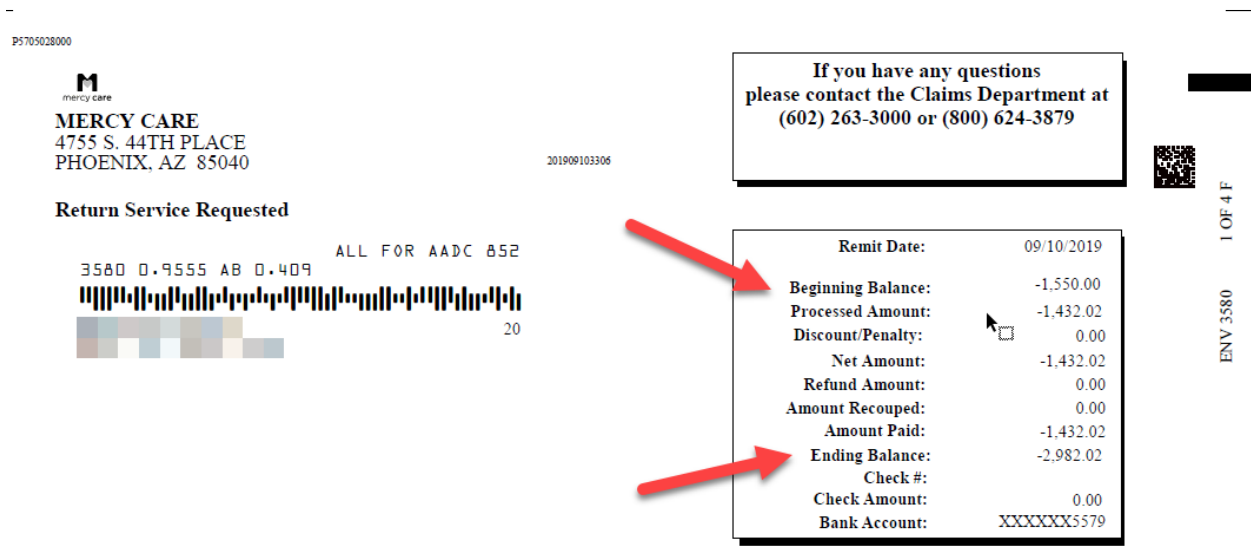 P5705028000
mercy care
MERCY CARE
4755 S. 44TH PLACE
PHOENIX, AZ 85040
201909103306
Return Service Requested
ALL FOR AADC 852
3580 0.9555 AB 0.409
20
If you have any questions
please contact the Claims Department at
(602) 263-3000 or (800) 624-3879
Remit Date: 09/10/2019
Beginning Balance: -1,550.00
Processed Amount: -1,432.02
Discount/Penalty: 0.00
Net Amount: -1,432.02
Refund Amount: 0.00
Amount Recouped: 0.00
Amount Paid: -1,432.02
Ending Balance: -2,982.02
Check #:
Check Amount: 0.00
Bank Account: XXXXXX5579
1 OF 4 F
ENV 3580